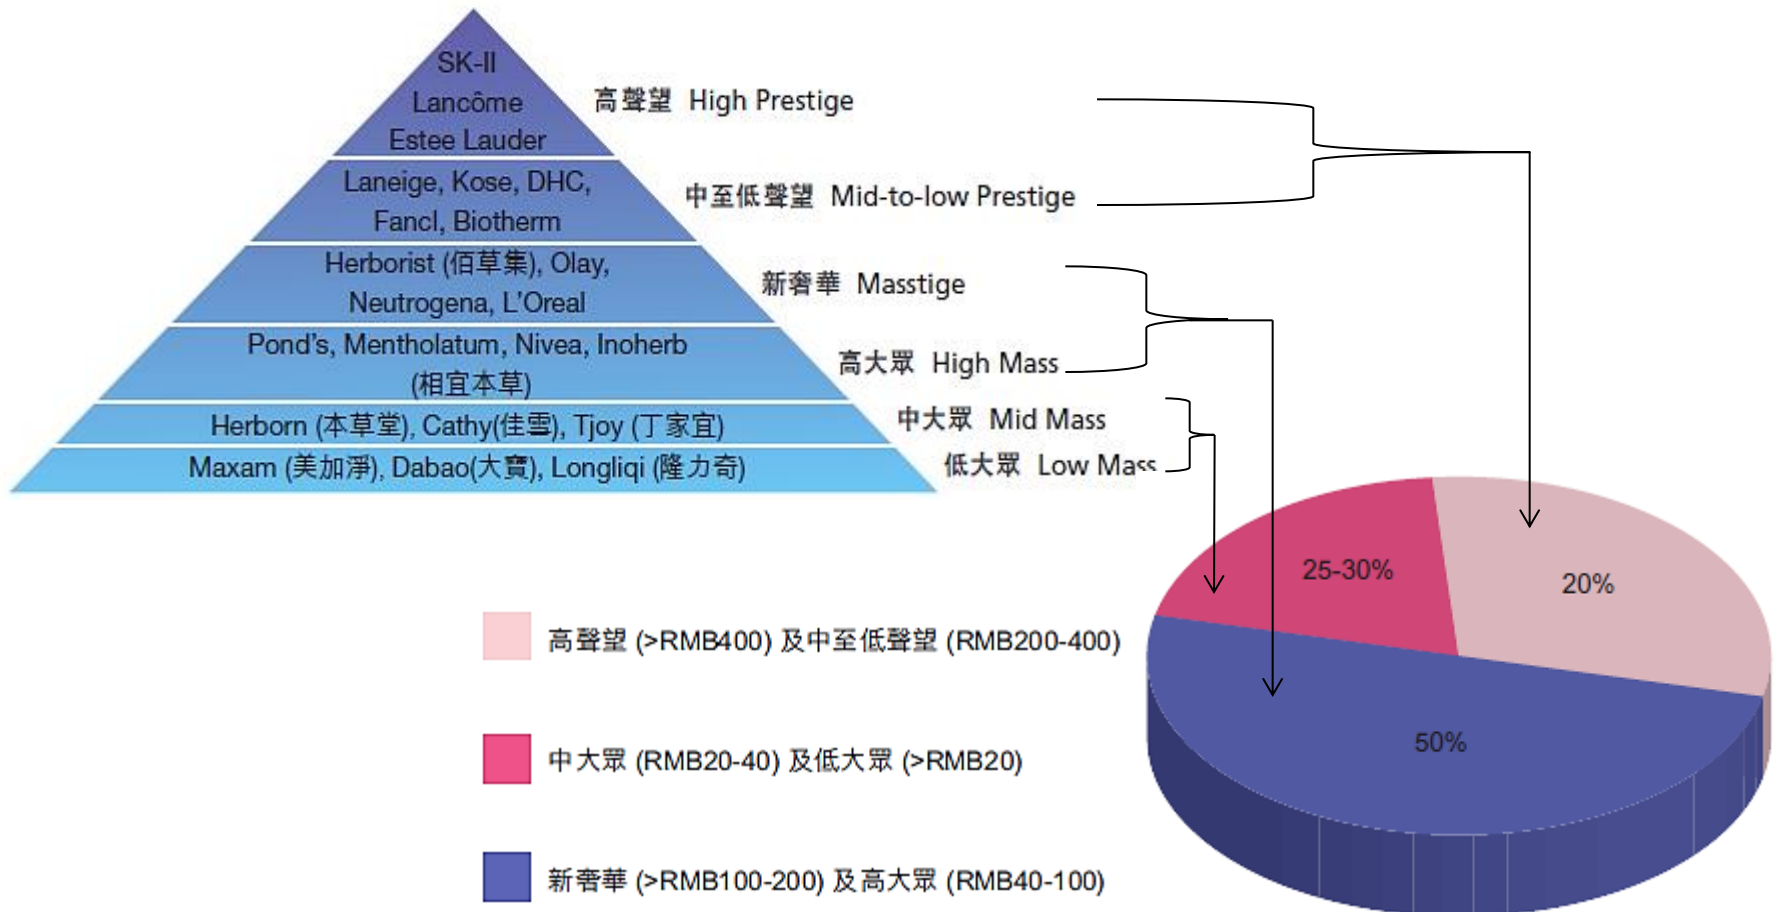 SK-II
Lancôme
Estee Lauder
高聲望 High Prestige
Laneige, Kose, DHC,
Fancl, Biotherm
中至低聲望 Mid-to-low Prestige
Herborist (佰草集), Olay,
Neutrogena, L'Oreal
新奢華 Masstige
Pond's, Mentholatum, Nivea, Inoherb
(相宜本草)
高大眾 High Mass
Herborn (本草堂), Cathy(佳雪), Tjoy (丁家宜)
中大眾 Mid Mass
Maxam (美加淨), Dabao(大寶), Longliqi (隆力奇)
低大眾 Low Mass
25-30%
20%
50%
高聲望 (>RMB400) 及中至低聲望 (RMB200-400)
中大眾 (RMB20-40) 及低大眾 (>RMB20)
新奢華 (>RMB100-200) 及高大眾 (RMB40-100)